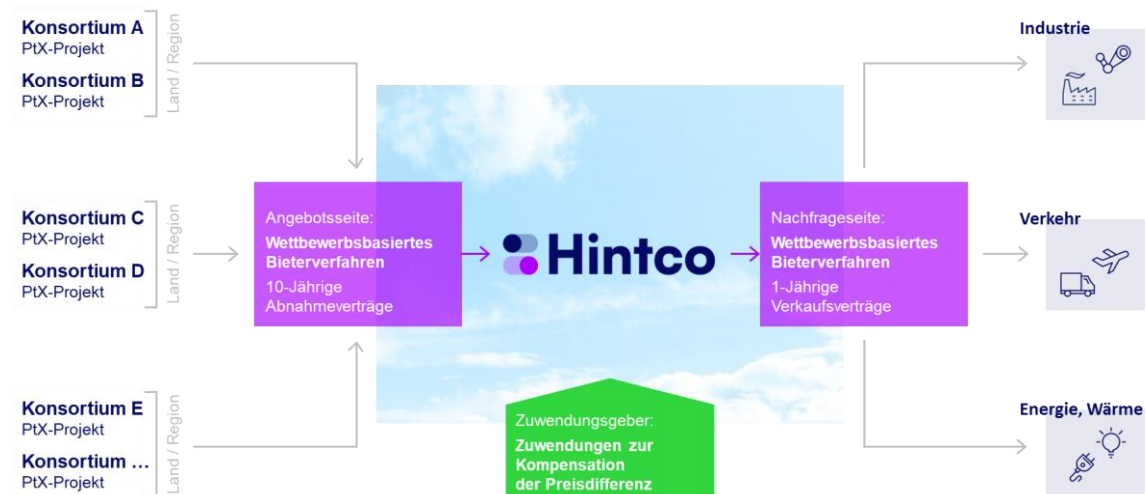 Konsortium A
PtX-Projekt
Konsortium B
PtX-Projekt
Land / Region
Konsortium C
PtX-Projekt
Konsortium D
PtX-Projekt
Land / Region
Konsortium E
PtX-Projekt
Konsortium ...
PtX-Projekt
Land / Region
Angebotsseite:
Wettbewerbsbasiertes
Bieterverfahren
10-Jährige
Abnahmeverträge
Hintco
Nachfrageseite:
Wettbewerbsbasiertes
Bieterverfahren
1-Jährige
Verkaufsverträge
Zuwendungsgeber:
Zuwendungen zur
Kompensation
der Preisdifferenz
Industrie
Verkehr
Energie, Wärme